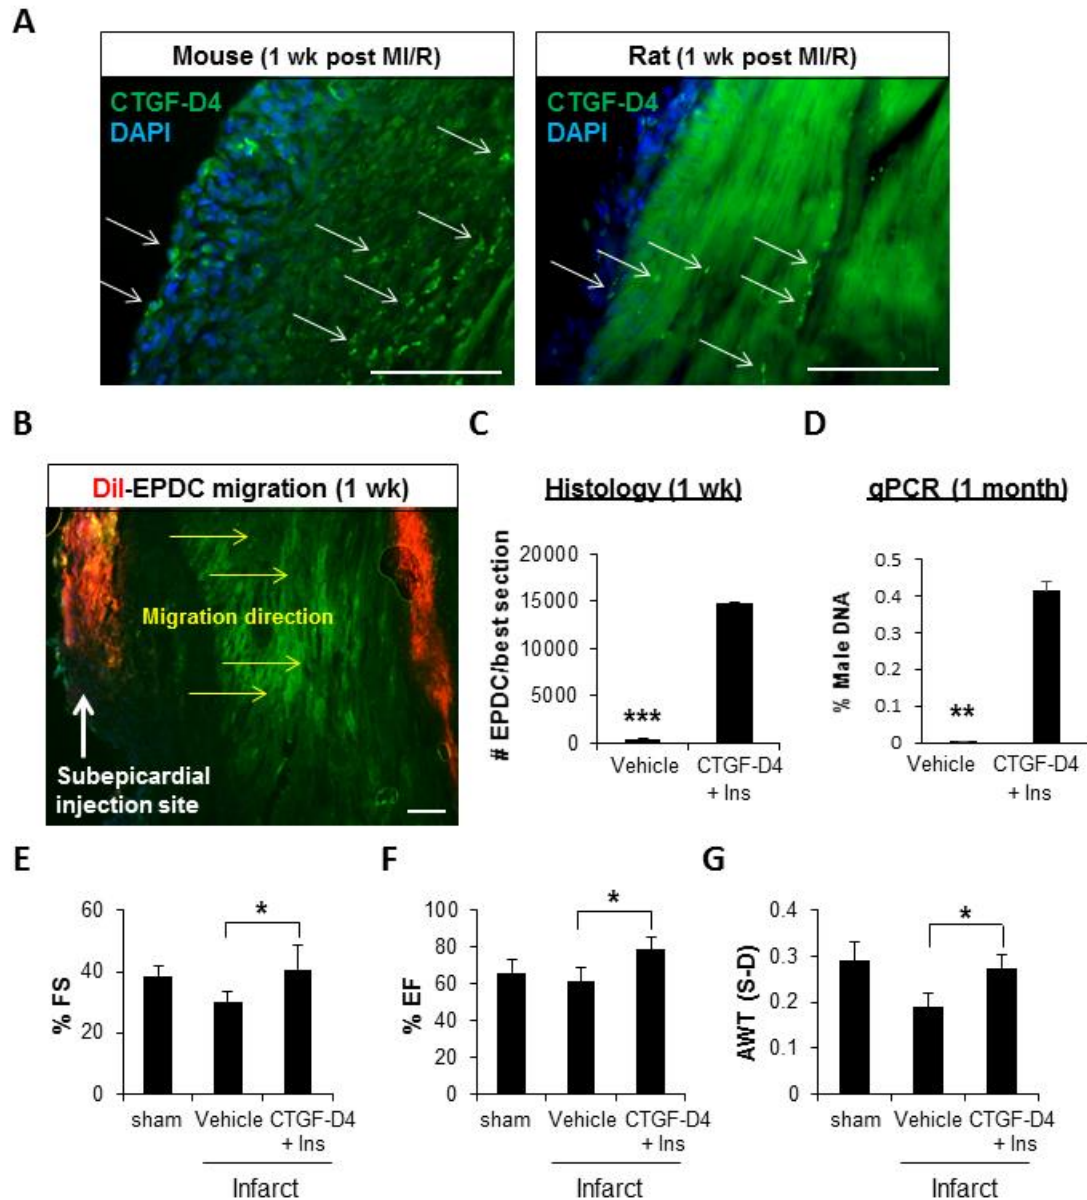 A
Mouse (1 wk post MI/R)
Rat (1 wk post MI/R)
CTGF-D4
DAPI
CTGF-D4
DAPI
B
DiI-EPDC migration (1 wk)
Migration direction
Subepicardial
injection site
C
Histology (1 wk)
# EPDC/best section
20000
15000
10000
5000
0
***
Vehicle
CTGF-D4
+ Ins
D
qPCR (1 month)
% Male DNA
0.5
0.4
0.3
0.2
0.1
0
**
Vehicle
CTGF-D4
+ Ins
E
% FS
60
40
20
0
*
sham
Vehicle
CTGF-D4
+ Ins
Infarct
F
% EF
100
80
60
40
20
0
*
sham
Vehicle
CTGF-D4
+ Ins
Infarct
G
AWT (S-D)
0.4
0.3
0.2
0.1
0
*
sham
Vehicle
CTGF-D4
+ Ins
Infarct